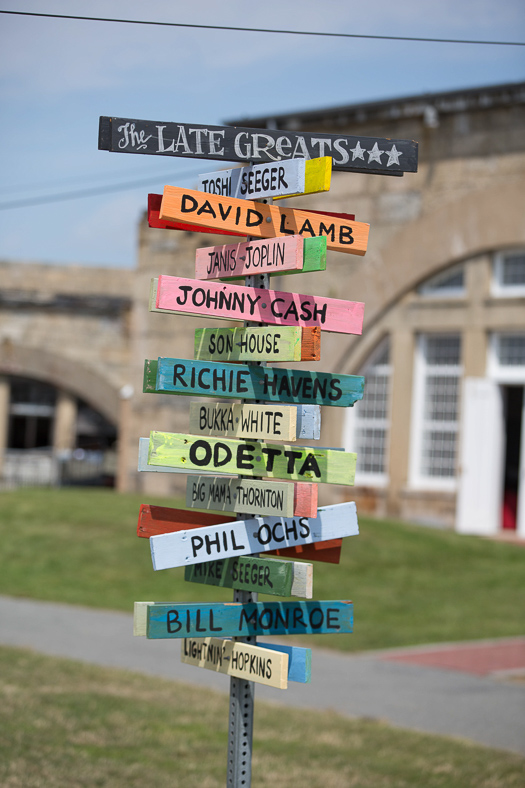 The LATE GREATS
TOSHI SEEGER
DAVID LAMB
JANIS JOPLIN
JOHNNY CASH
SON HOUSE
RICHIE HAVENS
BUKKA WHITE
ODETTA
BIG MAMA THORNTON
PHIL OCHS
MIKE SEEGER
BILL MONROE
LIGHTNIN' HOPKINS